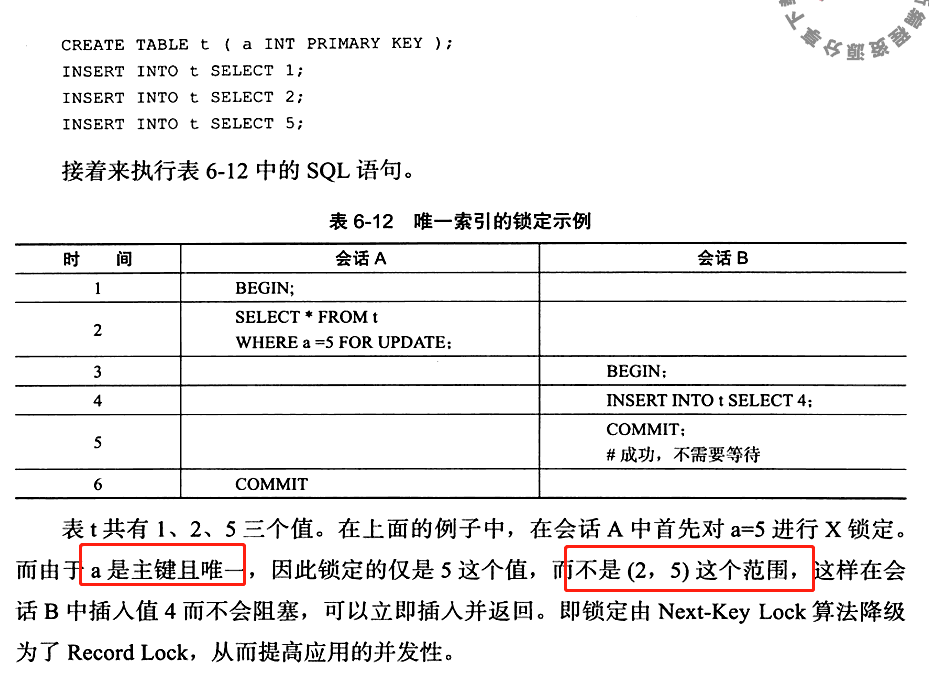 CREATE TABLE t ( a INT PRIMARY KEY );
INSERT INTO t SELECT 1;
INSERT INTO t SELECT 2;
INSERT INTO t SELECT 5;
接着来执行表 6-12 中的 SQL 语句。
表 6-12 唯一索引的锁定示例
时 间 会话 A 会话 B
1 BEGIN;
2 SELECT * FROM t
WHERE a =5 FOR UPDATE;
3 BEGIN;
4 INSERT INTO t SELECT 4;
5 COMMIT;
# 成功，不需要等待
6 COMMIT
表 t 共有 1、2、5 三个值。在上面的例子中，在会话 A 中首先对 a=5 进行 X 锁定。
而由于 a 是主键且唯一，因此锁定的仅是 5 这个值，而不是 (2，5) 这个范围，这样在会
话 B 中插入值 4 而不会阻塞，可以立即插入并返回。即锁定由 Next-Key Lock 算法降级
为了 Record Lock，从而提高应用的并发性。
编程资源分享下